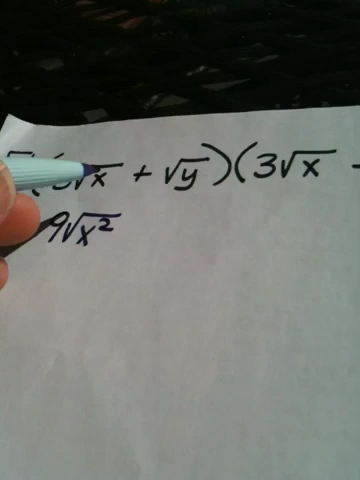 √x + √y)(3√x −
9√x²